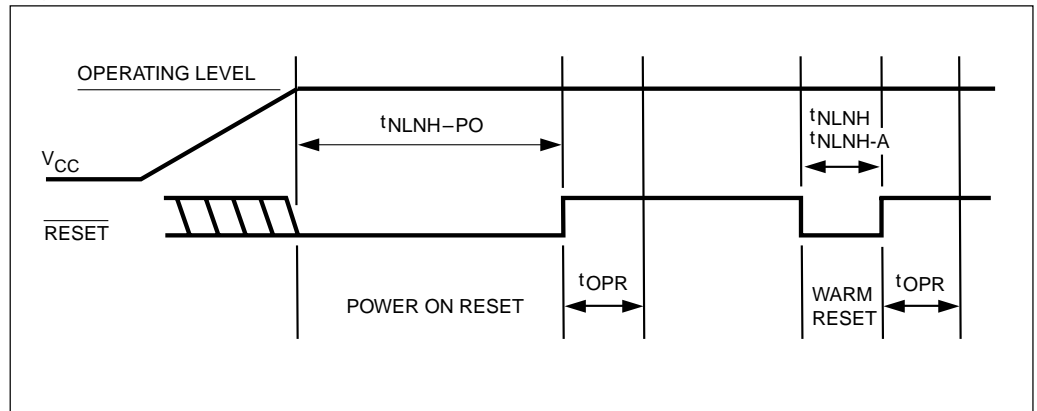 OPERATING LEVEL
tNLNH–PO
tNLNH
tNLNH-A
VCC
RESET
tOPR
POWER ON RESET
WARM
RESET
tOPR